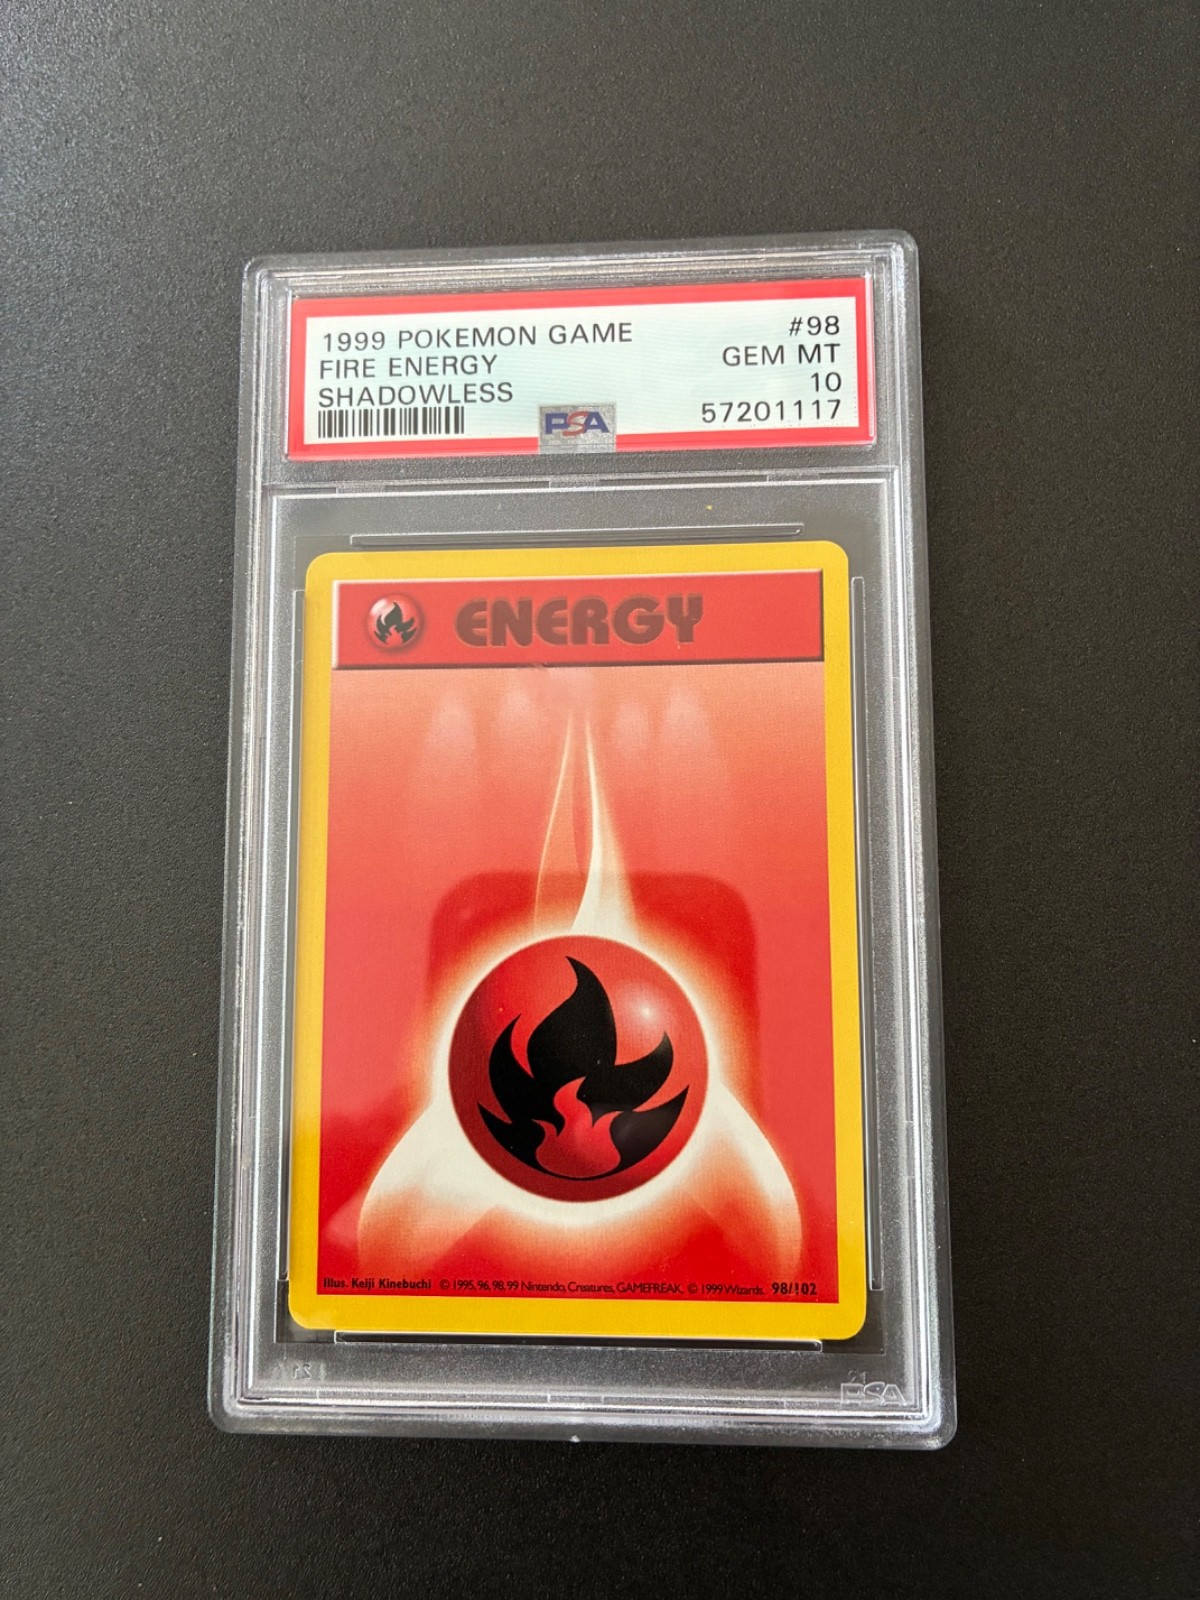 1999 POKEMON GAME #98
FIRE ENERGY GEM MT
SHADOWLESS 10
PSA 57201117
ENERGY
Illus. Keiji Kinebuchi © 1995, 96, 98, 99 Nintendo, Creatures, GAMEFREAK. © 1999 Wizards. 98/102
PSA